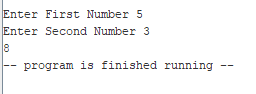 Enter First Number 5
Enter Second Number 3
8
-- program is finished running --